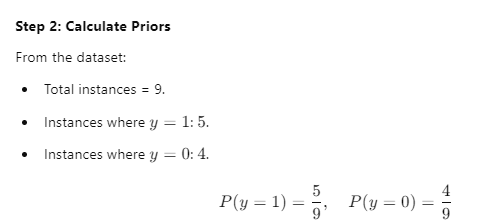 Step 2: Calculate Priors
From the dataset:
• Total instances = 9.
• Instances where y = 1: 5.
• Instances where y = 0: 4.
P(y = 1) = 5/9, P(y = 0) = 4/9